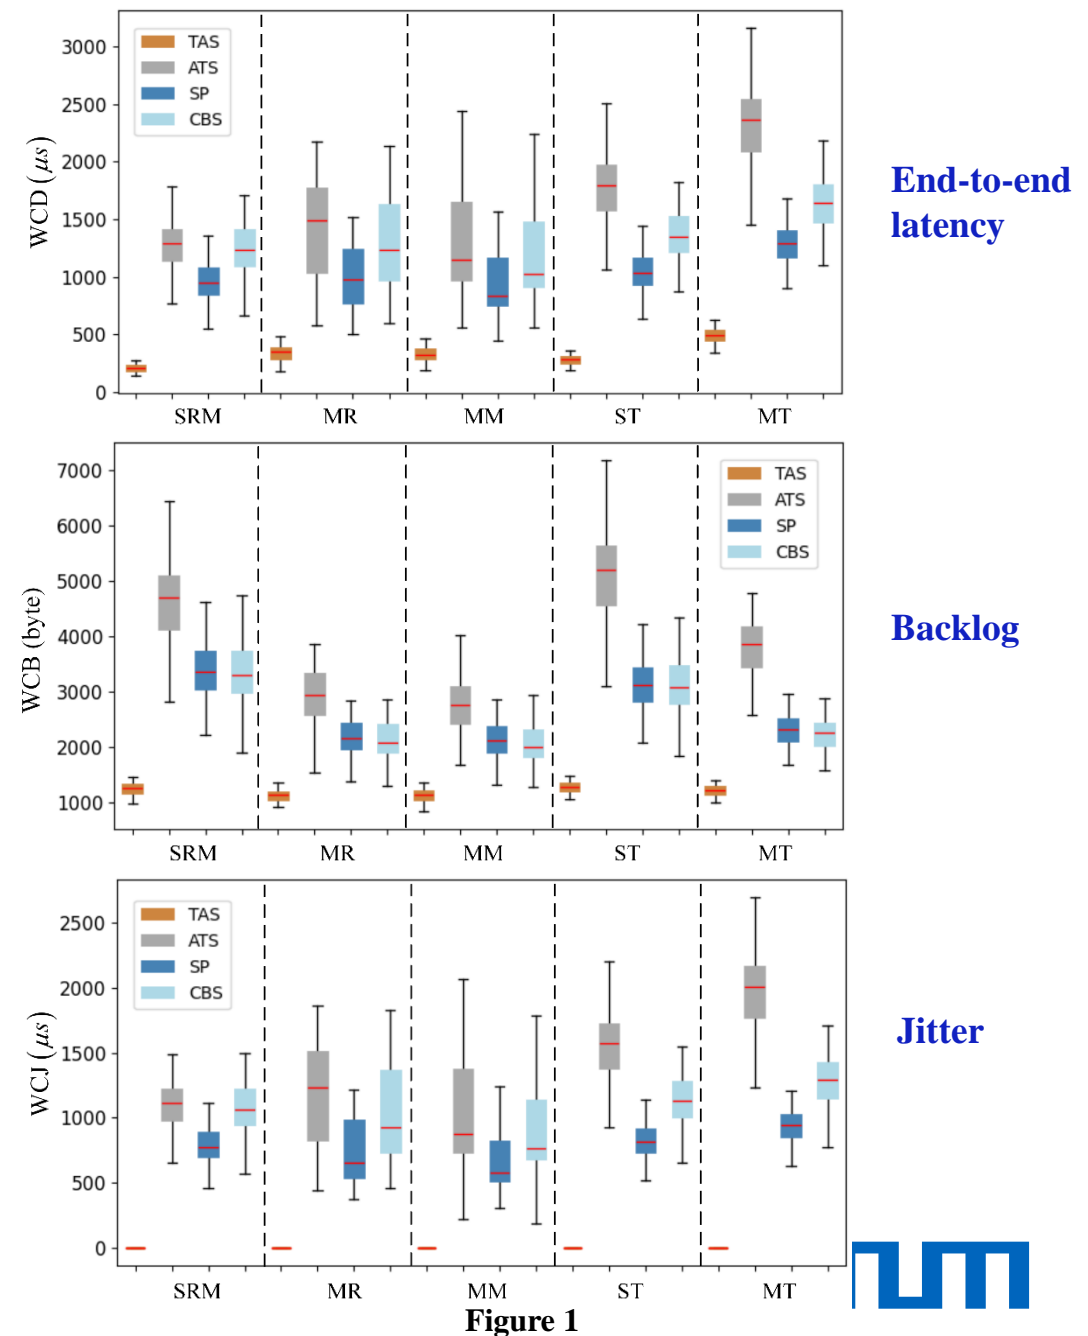 3000
2500
2000
1500
1000
500
0
WCD (μs)
TAS
ATS
SP
CBS
SRM MR MM ST MT
End-to-end
latency
7000
6000
5000
4000
3000
2000
1000
WCB (byte)
TAS
ATS
SP
CBS
SRM MR MM ST MT
Backlog
2500
2000
1500
1000
500
0
WCJ (μs)
TAS
ATS
SP
CBS
SRM MR MM ST MT
Jitter
TUM
Figure 1